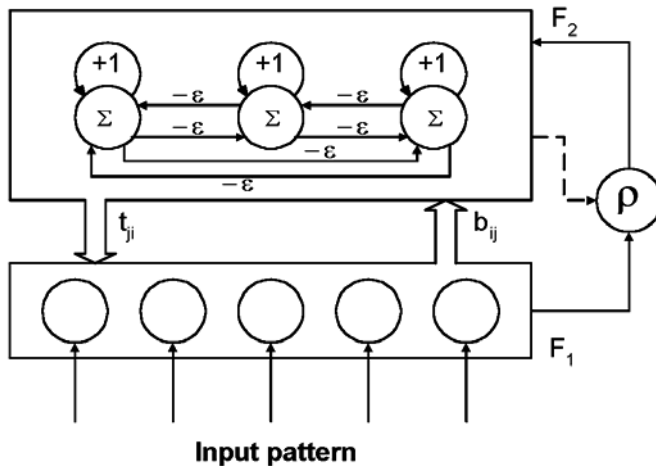 F2
+1 +1 +1
–ε –ε
Σ Σ Σ
–ε –ε
–ε
–ε
ρ
tji bij
F1
Input pattern